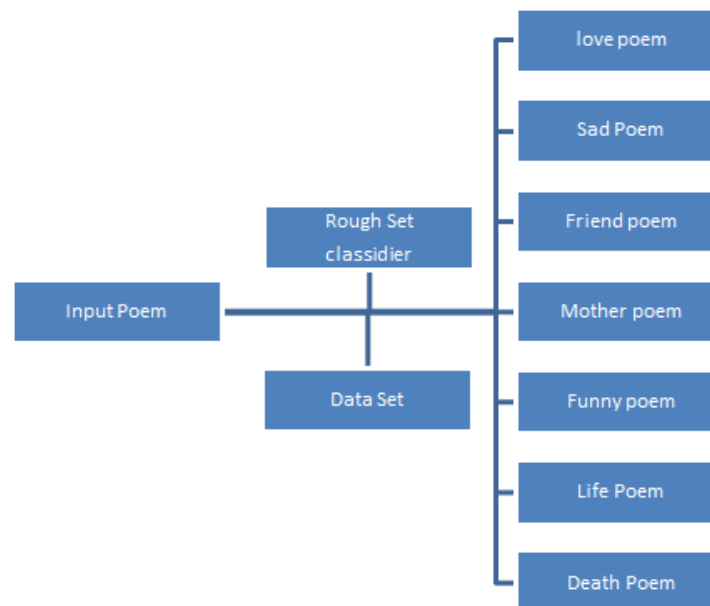 love poem
Sad Poem
Friend poem
Rough Set
classidier
Input Poem
Mother poem
Data Set
Funny poem
Life Poem
Death Poem